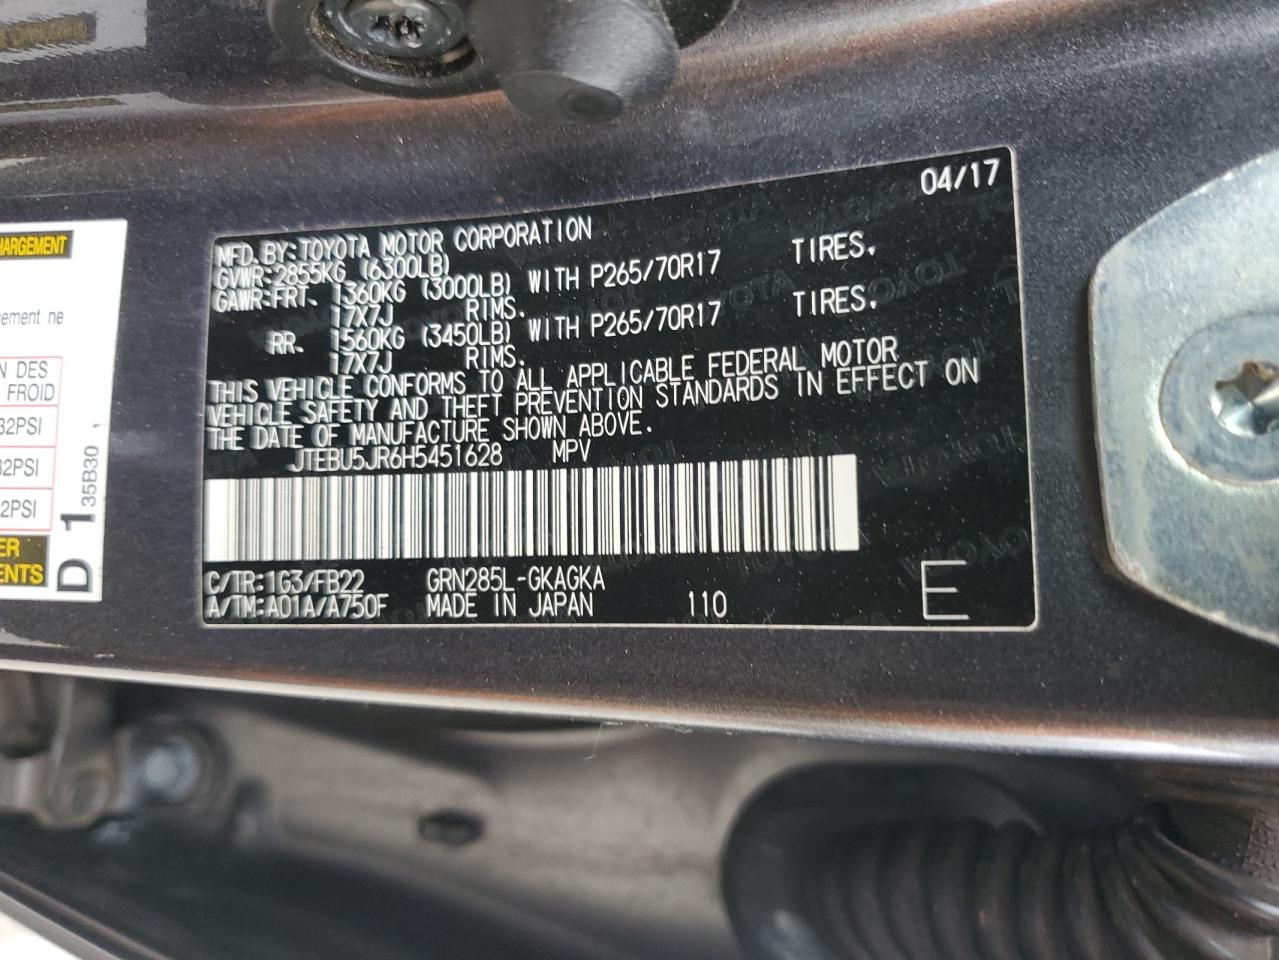 04/17
MFD. BY: TOYOTA MOTOR CORPORATION
GVWR: 2855KG (6300LB)
GAWR: FRT. 1360KG (3000LB) WITH P265/70R17 TIRES.
17X7J RIMS.
RR. 1560KG (3450LB) WITH P265/70R17 TIRES.
17X7J RIMS.
THIS VEHICLE CONFORMS TO ALL APPLICABLE FEDERAL MOTOR
VEHICLE SAFETY AND THEFT PREVENTION STANDARDS IN EFFECT ON
THE DATE OF MANUFACTURE SHOWN ABOVE.
JTEBU5JR6H5451628 MPV
C/TR: 1G3/FB22 GRN285L-GKAGKA
A/TM: A01A/A750F MADE IN JAPAN 110 E
HARGEMENT
gement ne
N DES
FROID
32PSI
32PSI
2PSI
ER
ENTS
D 1 35B30